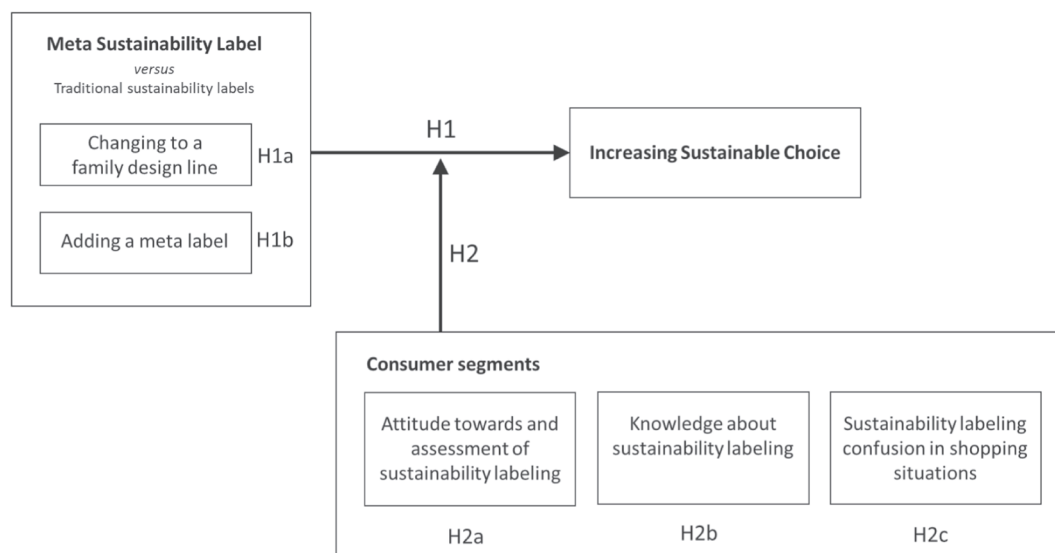 Meta Sustainability Label
versus
Traditional sustainability labels
Changing to a
family design line
H1a
Adding a meta label
H1b
H1
Increasing Sustainable Choice
H2
Consumer segments
Attitude towards and
assessment of
sustainability labeling
Knowledge about
sustainability labeling
Sustainability labeling
confusion in shopping
situations
H2a
H2b
H2c